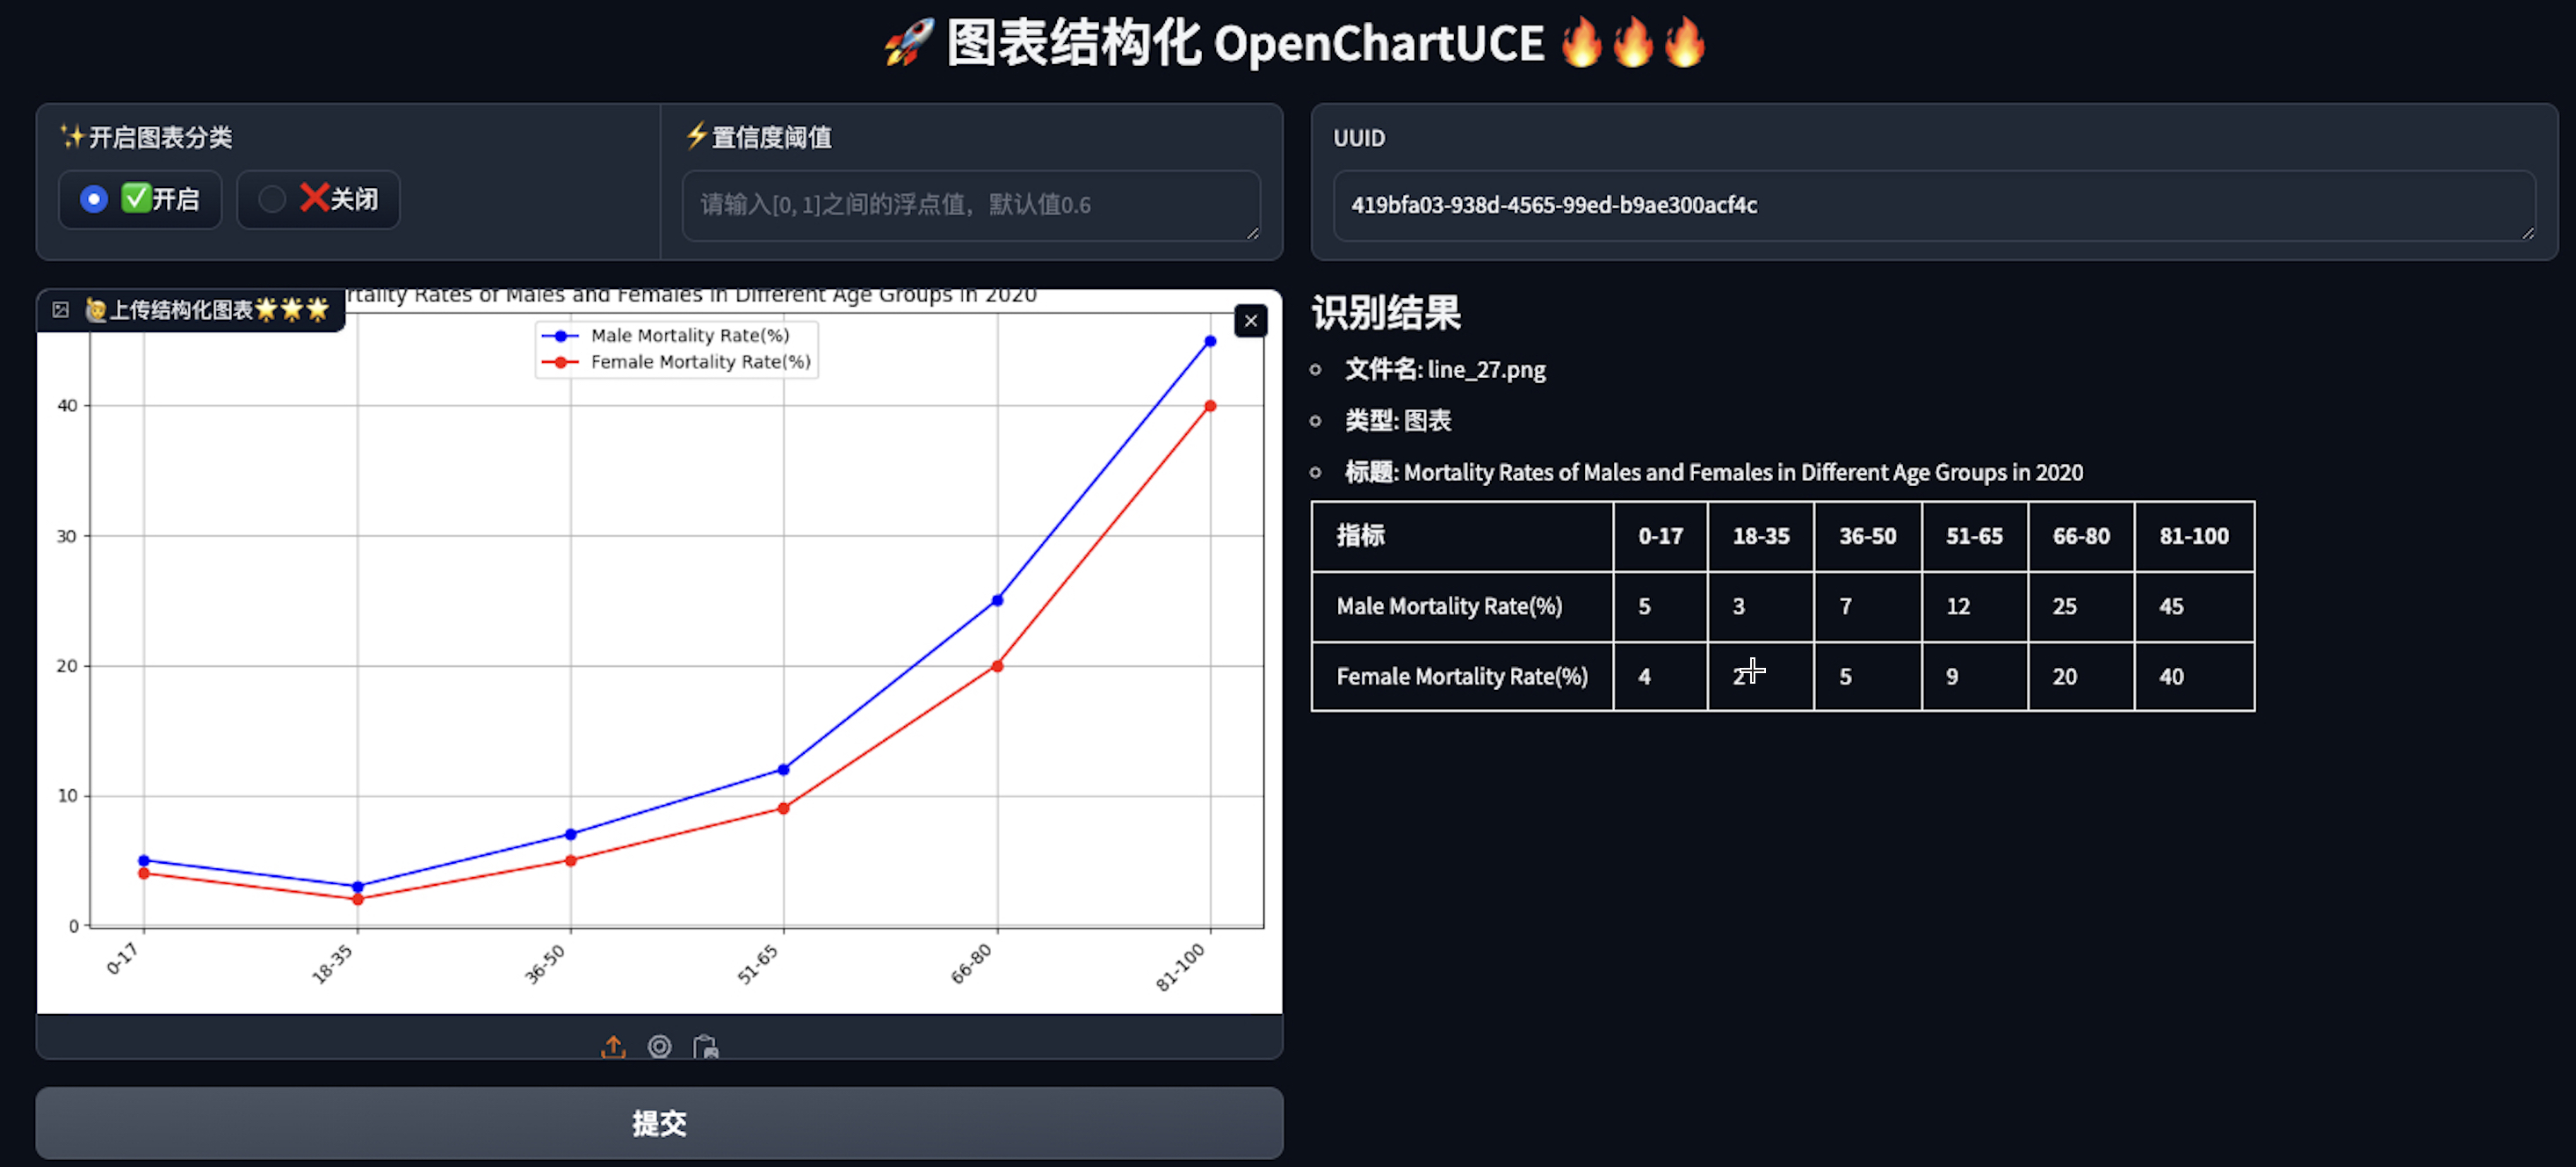 🚀 图表结构化 OpenChartUCE 🔥🔥🔥
✨开启图表分类
✅开启
❌关闭
⚡置信度阈值
请输入[0, 1]之间的浮点值，默认值0.6
UUID
419bfa03-938d-4565-99ed-b9ae300acf4c
🙋上传结构化图表🌟🌟🌟
rtality Rates of Males and Females in Different Age Groups in 2020
Male Mortality Rate(%)
Female Mortality Rate(%)
40
30
20
10
0
0-17 18-35 36-50 51-65 66-80 81-100
提交
识别结果
文件名: line_27.png
类型: 图表
标题: Mortality Rates of Males and Females in Different Age Groups in 2020
指标 0-17 18-35 36-50 51-65 66-80 81-100
Male Mortality Rate(%) 5 3 7 12 25 45
Female Mortality Rate(%) 4 2 5 9 20 40